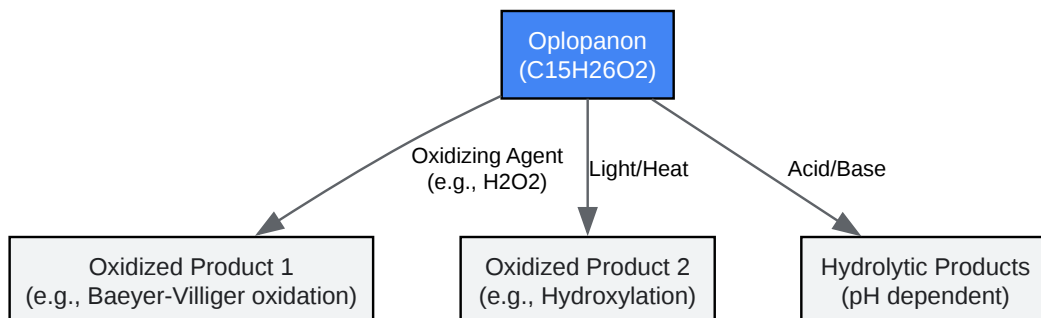 Oplopanon
(C15H26O2)
Oxidizing Agent
(e.g., H2O2)
Light/Heat
Acid/Base
Oxidized Product 1
(e.g., Baeyer-Villiger oxidation)
Oxidized Product 2
(e.g., Hydroxylation)
Hydrolytic Products
(pH dependent)